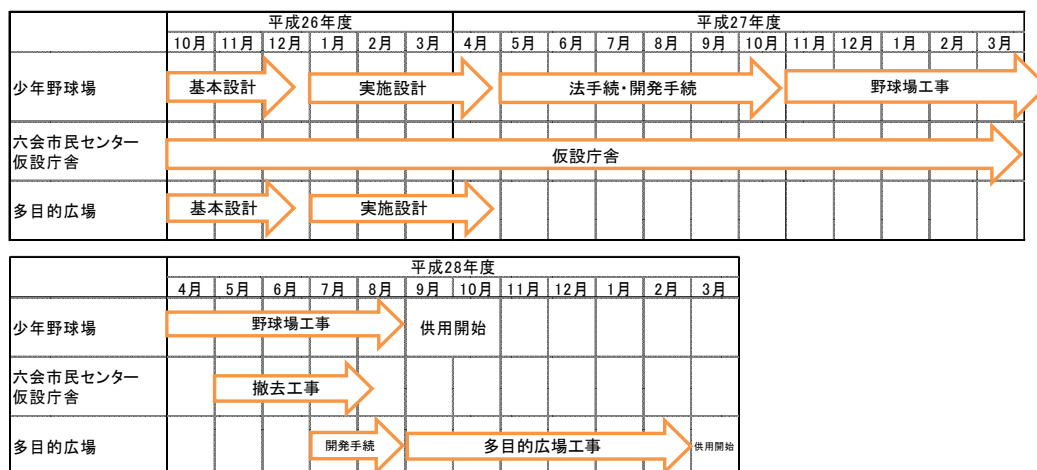 平成26年度 平成27年度
10月 11月 12月 1月 2月 3月 4月 5月 6月 7月 8月 9月 10月 11月 12月 1月 2月 3月
少年野球場 基本設計 実施設計 法手続・開発手続 野球場工事
六会市民センター
仮設庁舎 仮設庁舎
多目的広場 基本設計 実施設計
平成28年度
4月 5月 6月 7月 8月 9月 10月 11月 12月 1月 2月 3月
少年野球場 野球場工事 供用開始
六会市民センター
仮設庁舎 撤去工事
多目的広場 開発手続 多目的広場工事 供用開始